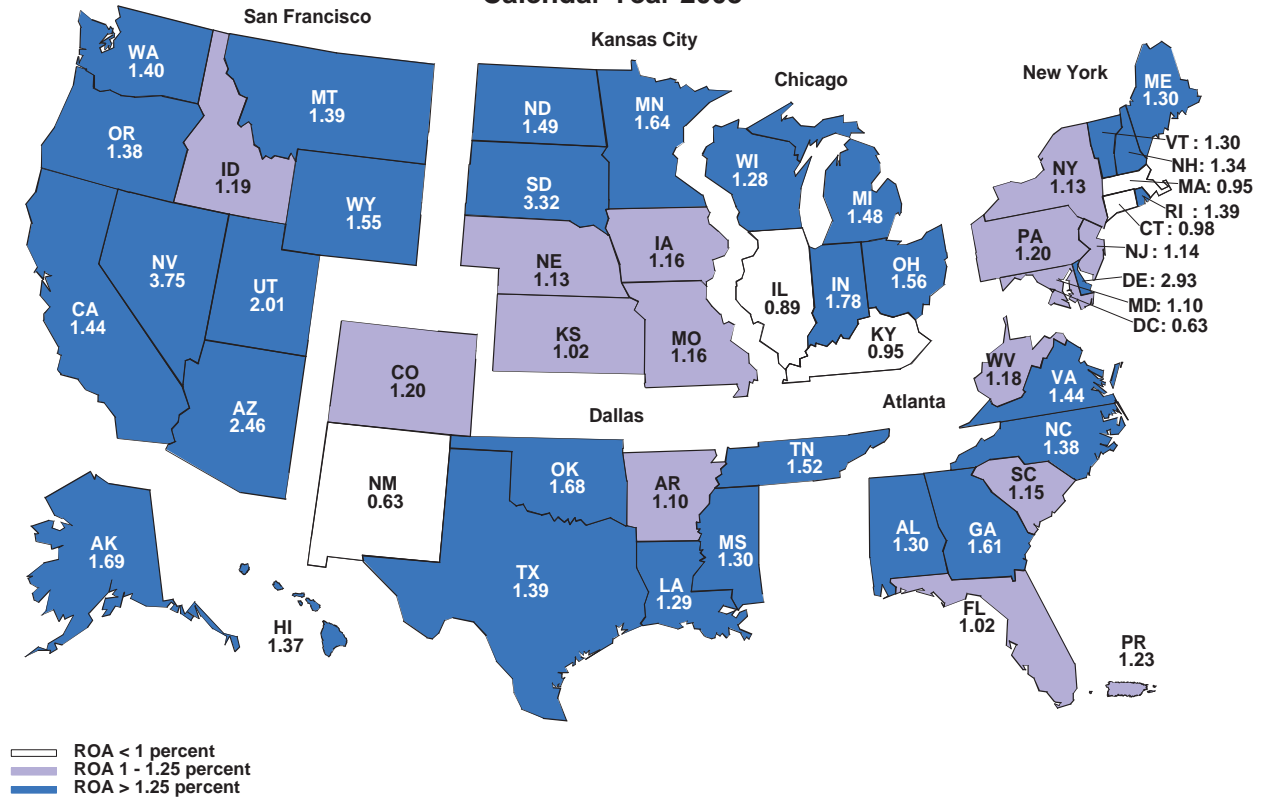 Calendar Year
San Francisco
Kansas City
Chicago
New York
WA
1.40
MT
1.39
OR
1.38
ID
1.19
WY
1.55
NV
3.75
UT
2.01
CA
1.44
AZ
2.46
AK
1.69
HI
1.37
ND
1.49
MN
1.64
SD
3.32
NE
1.13
IA
1.16
KS
1.02
MO
1.16
WI
1.28
MI
1.48
IL
0.89
IN
1.78
OH
1.56
KY
0.95
ME
1.30
VT : 1.30
NH: 1.34
MA: 0.95
RI : 1.39
CT : 0.98
NJ : 1.14
DE: 2.93
MD: 1.10
DC: 0.63
NY
1.13
PA
1.20
Dallas
CO
1.20
NM
0.63
OK
1.68
TX
1.39
AR
1.10
LA
1.29
MS
1.30
TN
1.52
Atlanta
WV
1.18
VA
1.44
NC
1.38
SC
1.15
AL
1.30
GA
1.61
FL
1.02
PR
1.23
ROA < 1 percent
ROA 1 - 1.25 percent
ROA > 1.25 percent